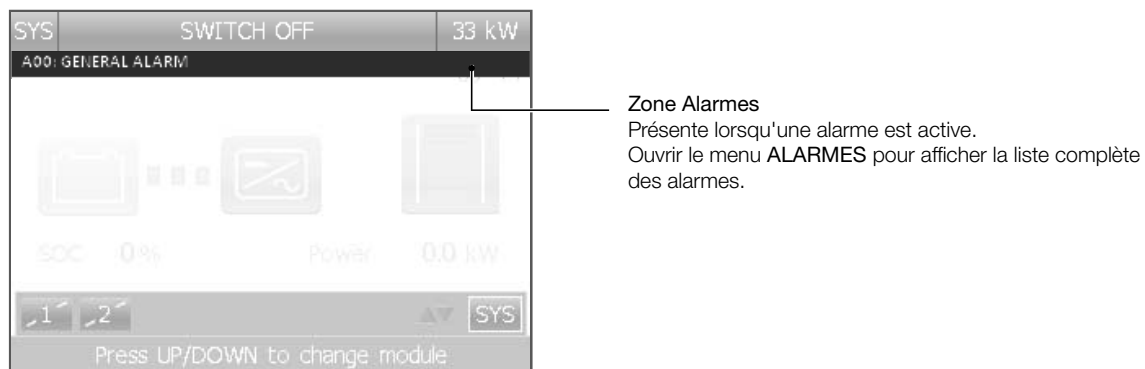 SYS SWITCH OFF 33 kW
A00: GENERAL ALARM
Zone Alarmes
Présente lorsqu'une alarme est active.
Ouvrir le menu ALARMES pour afficher la liste complète
des alarmes.
SOC 0 % Power 0.0 kW
1 2 SYS
Press UP/DOWN to change module